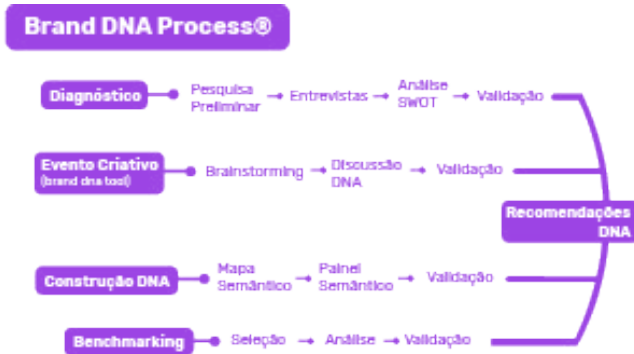 Brand DNA Process®
Diagnóstico
Pesquisa
Preliminar
Entrevistas
Análise
SWOT
Validação
Evento Criativo
(brand dna tool)
Brainstorming
Discussão
DNA
Validação
Recomendações
DNA
Construção DNA
Mapa
Semântico
Painel
Semântico
Validação
Benchmarking
Seleção
Análise
Validação